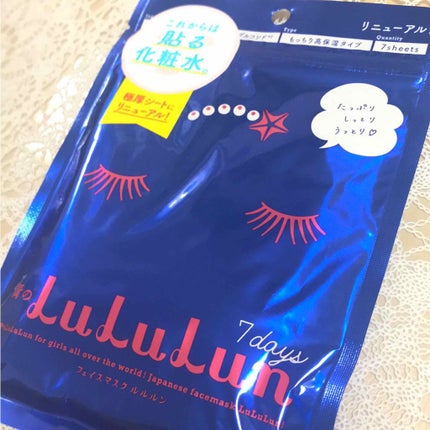 これからは
貼る
化粧水。
極厚シートに
リニューアル!
リニューアル
Type
もっちり高保湿タイプ
Quantity
7sheets
たっぷり
しっとり
うっとり♡
7days
LuLuLun
LuLuLun for girls all over the world! Japanese facemask LuLuLun!
フェイスマスク ルルルン